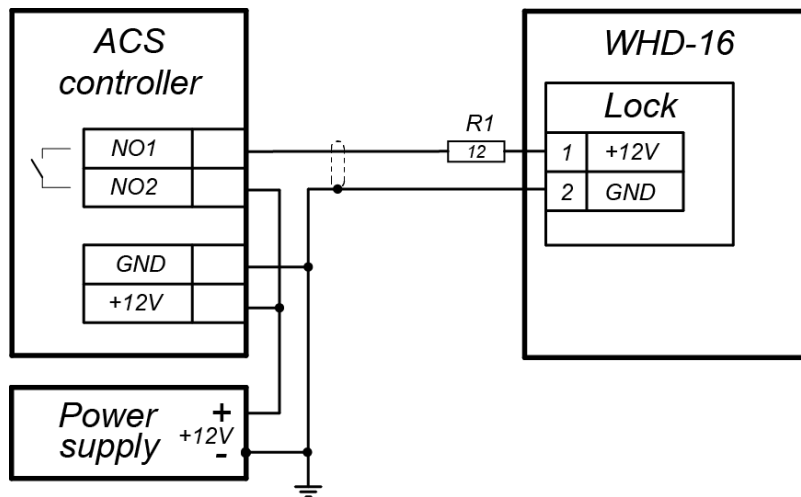 ACS
controller
NO1
NO2
GND
+12V
Power
supply
+
+12V
-
R1
12
WHD-16
Lock
1 +12V
2 GND